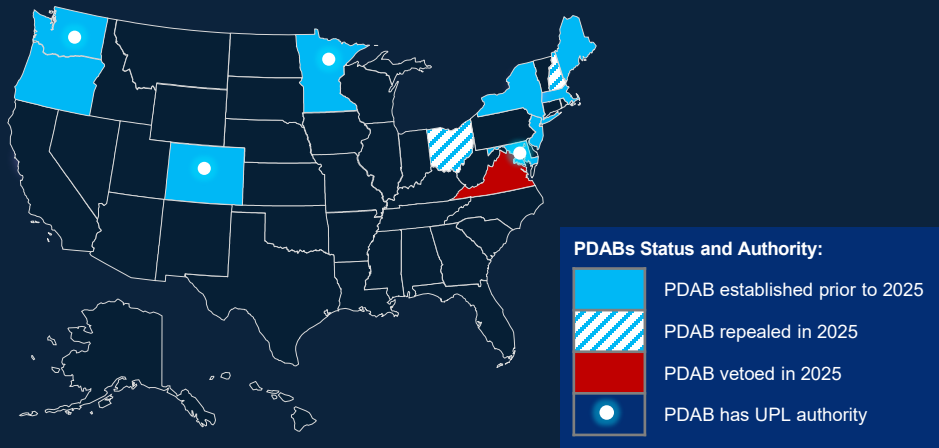 PDABs Status and Authority:
PDAB established prior to 2025
PDAB repealed in 2025
PDAB vetoed in 2025
PDAB has UPL authority